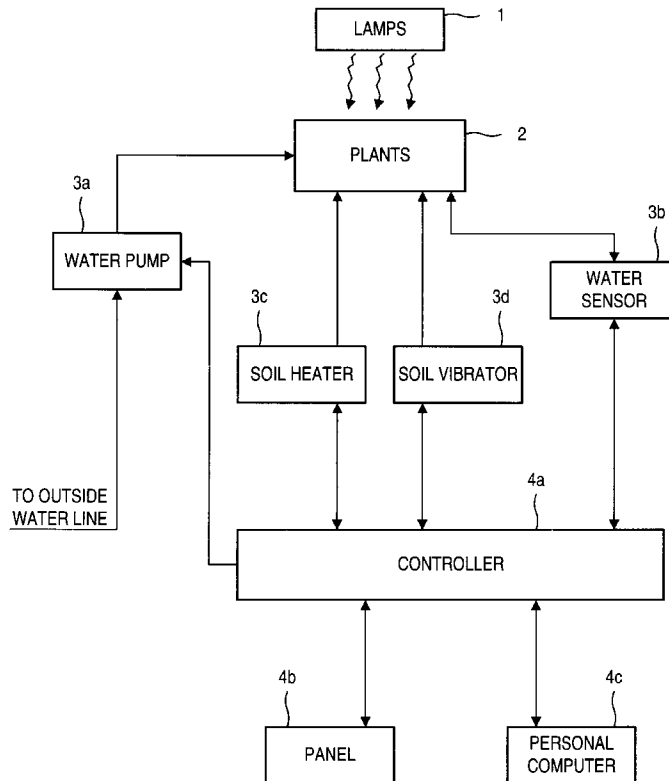 1
LAMPS
2
PLANTS
3a
WATER PUMP
3b
WATER
SENSOR
3c
SOIL HEATER
3d
SOIL VIBRATOR
TO OUTSIDE
WATER LINE
4a
CONTROLLER
4b
PANEL
4c
PERSONAL
COMPUTER